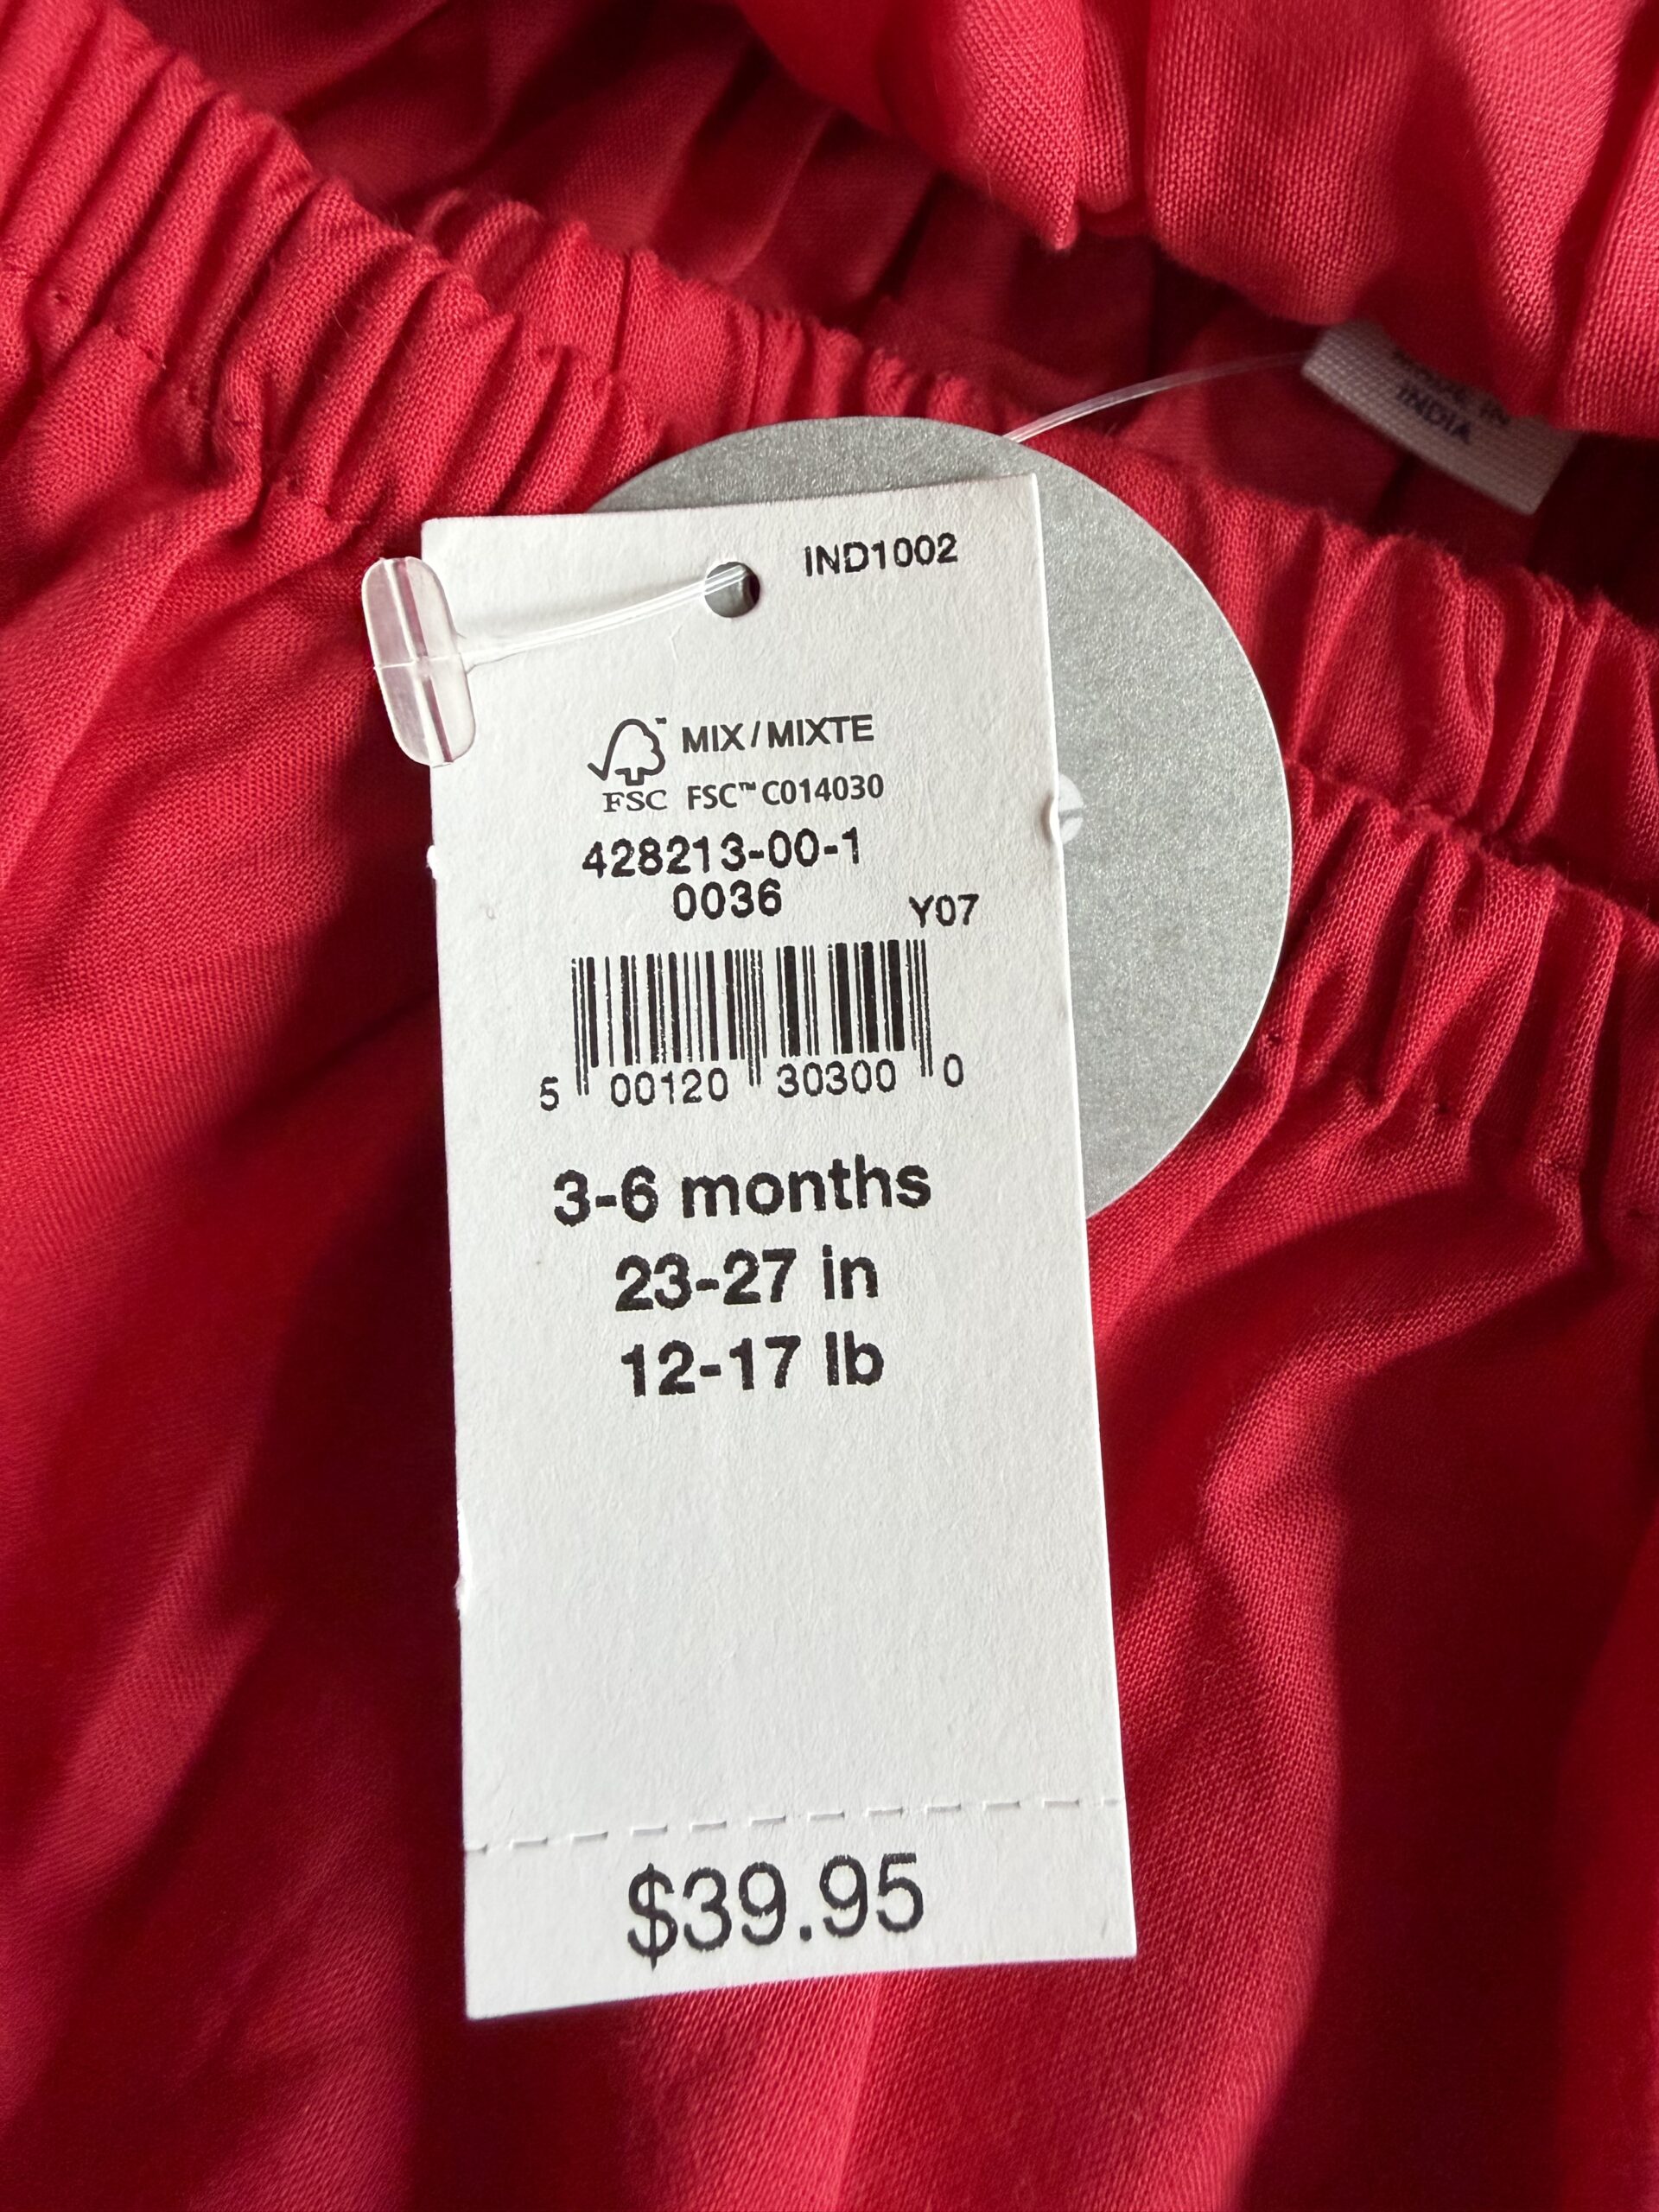 MADE IN
INDIA
IND1002
MIX/MIXTE
FSC FSC™ C014030
428213-00-1
0036
Y07
5 00120 30300 0
3-6 months
23-27 in
12-17 lb
$39.95